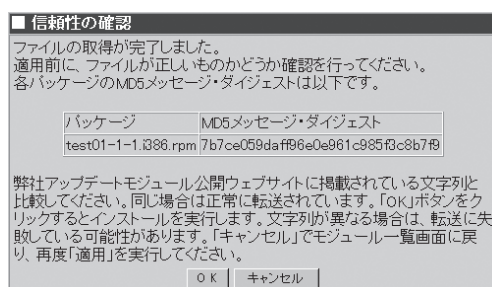 ■ 信頼性の確認
ファイルの取得が完了しました。
適用前に、ファイルが正しいものかどうか確認を行ってください。
各パッケージのMD5メッセージ・ダイジェストは以下です。
パッケージ MD5メッセージ・ダイジェスト
test01-1-1.i386.rpm 7b7ce059daff96e0e961c985f3c8b7f9
弊社アップデートモジュール公開ウェブサイトに掲載されている文字列と
比較してください。同じ場合は正常に転送されています。「OK」ボタンをク
リックするとインストールを実行します。文字列が異なる場合は、転送に失
敗している可能性があります。「キャンセル」でモジュール一覧画面に戻
り、再度「適用」を実行してください。
OK キャンセル